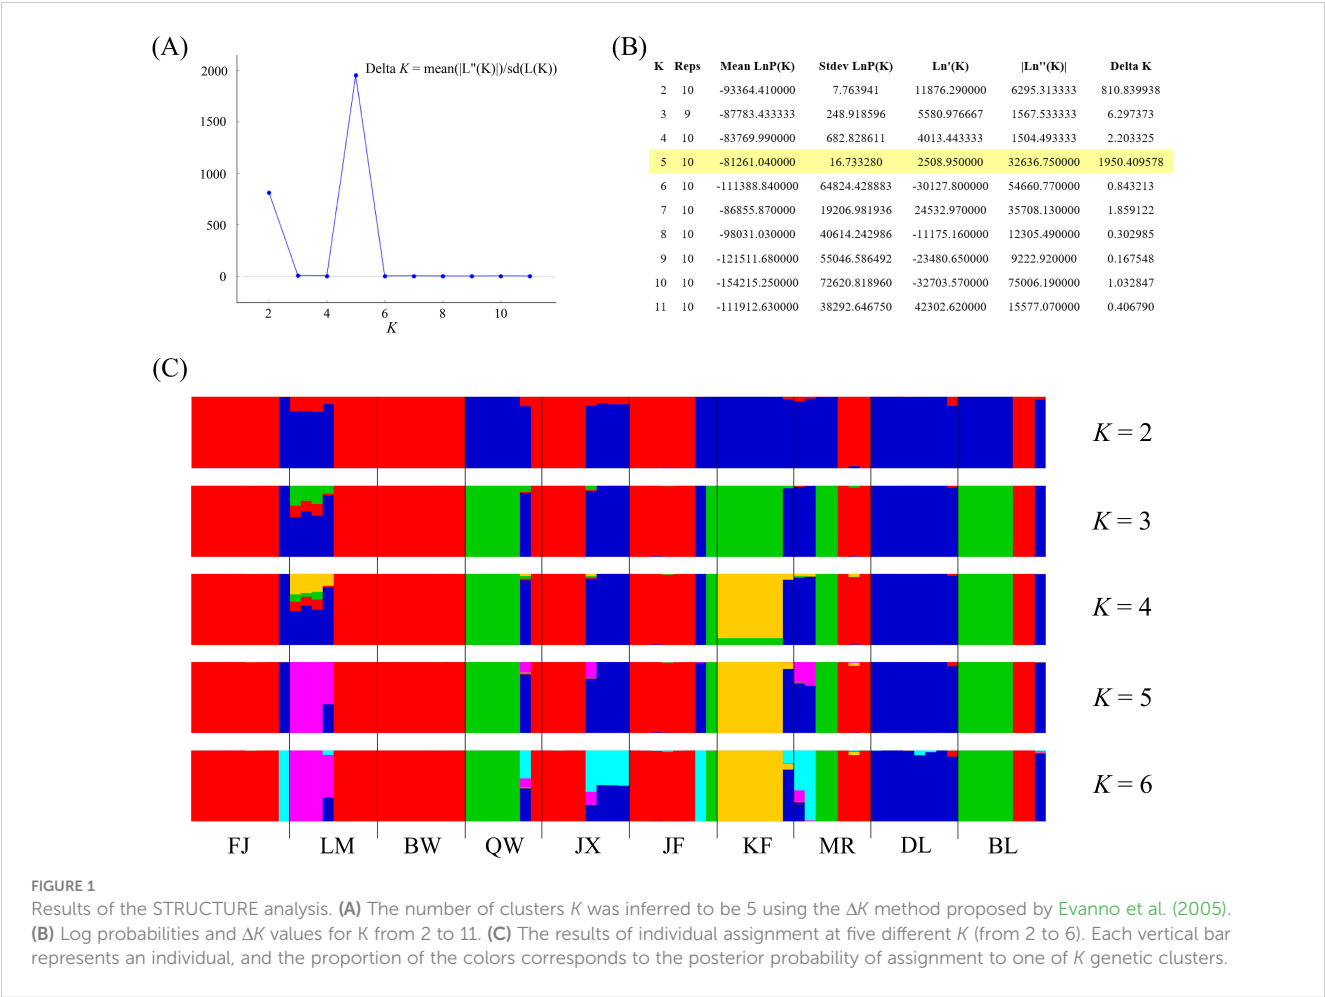 (A)
Delta K = mean(|L"(K)|)/sd(L(K))
2000
1500
1000
500
0
2 4 6 8 10
K
(B)
K Reps Mean LnP(K) Stdev LnP(K) Ln'(K) |Ln''(K)| Delta K
2 10 -93364.410000 7.763941 11876.290000 6295.313333 810.839938
3 9 -87783.433333 248.918596 5580.976667 1567.533333 6.297373
4 10 -83769.990000 682.828611 4013.443333 1504.493333 2.203325
5 10 -81261.040000 16.733280 2508.950000 32636.750000 1950.409578
6 10 -111388.840000 64824.428883 -30127.800000 54660.770000 0.843213
7 10 -86855.870000 19206.981936 24532.970000 35708.130000 1.859122
8 10 -98031.030000 40614.242986 -11175.160000 12305.490000 0.302985
9 10 -121511.680000 55046.586492 -23480.650000 9222.920000 0.167548
10 10 -154215.250000 72620.818960 -32703.570000 75006.190000 1.032847
11 10 -111912.630000 38292.646750 42302.620000 15577.070000 0.406790
(C)
K = 2
K = 3
K = 4
K = 5
K = 6
FJ LM BW QW JX JF KF MR DL BL
FIGURE 1
Results of the STRUCTURE analysis. (A) The number of clusters K was inferred to be 5 using the ΔK method proposed by Evanno et al. (2005).
(B) Log probabilities and ΔK values for K from 2 to 11. (C) The results of individual assignment at five different K (from 2 to 6). Each vertical bar
represents an individual, and the proportion of the colors corresponds to the posterior probability of assignment to one of K genetic clusters.